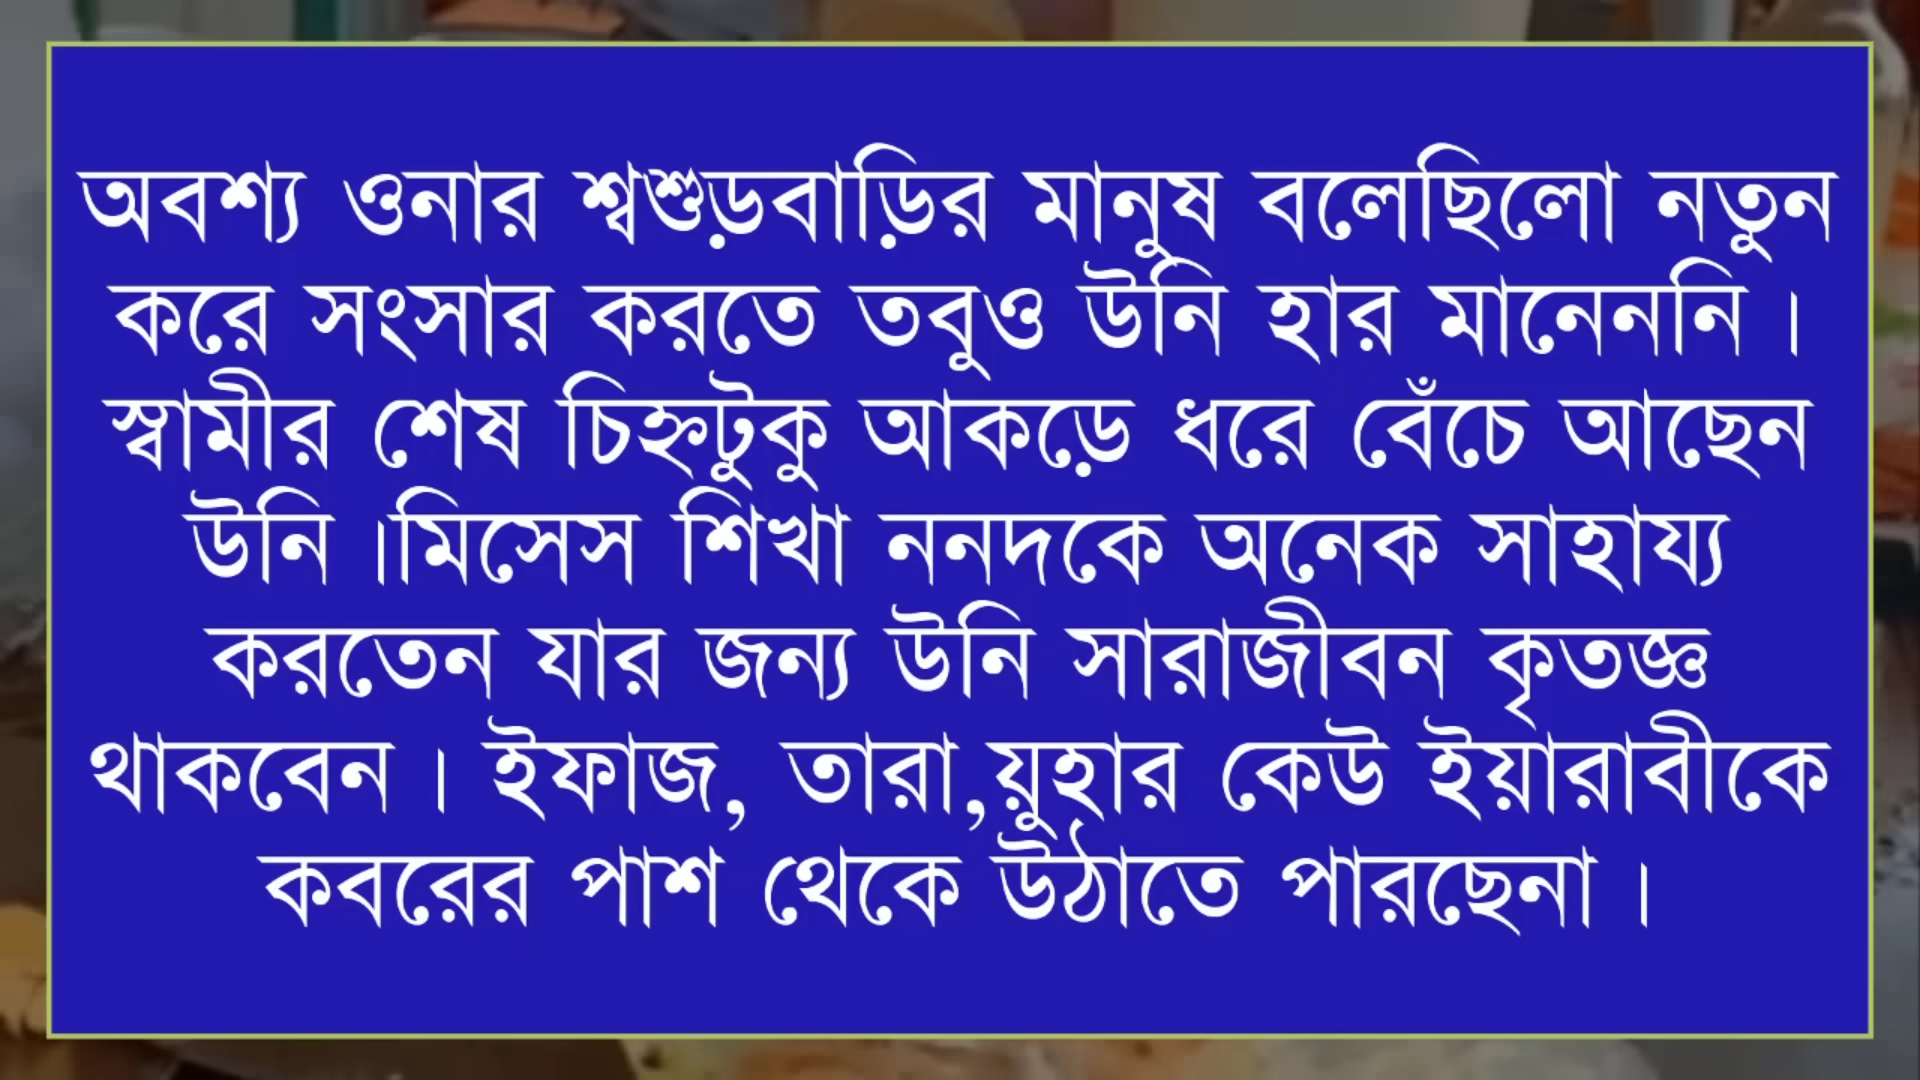 অবশ্য ওনার শ্বশুড়বাড়ির মানুষ বলেছিলো নতুন
করে সংসার করতে তবুও উনি হার মানেননি ।
স্বামীর শেষ চিহ্নটুকু আকড়ে ধরে বেঁচে আছেন
উনি ।মিসেস শিখা ননদকে অনেক সাহায্য
করতেন যার জন্য উনি সারাজীবন কৃতজ্ঞ
থাকবেন । ইফাজ, তারা,য়ুহার কেউ ইয়ারাবীকে
কবরের পাশ থেকে উঠাতে পারছেনা ।